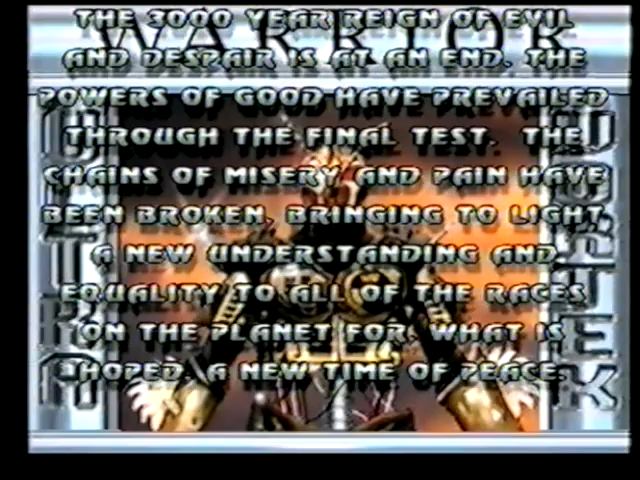 WARRIOR
THE 3000 YEAR REIGN OF EVIL
AND DESPAIR IS AT AN END. THE
POWERS OF GOOD HAVE PREVAILED
THROUGH THE FINAL TEST. THE
CHAINS OF MISERY AND PAIN HAVE
BEEN BROKEN, BRINGING TO LIGHT
A NEW UNDERSTANDING AND
EQUALITY TO ALL OF THE RACES
ON THE PLANET FOR, WHAT IS
HOPED, A NEW TIME OF PEACE.